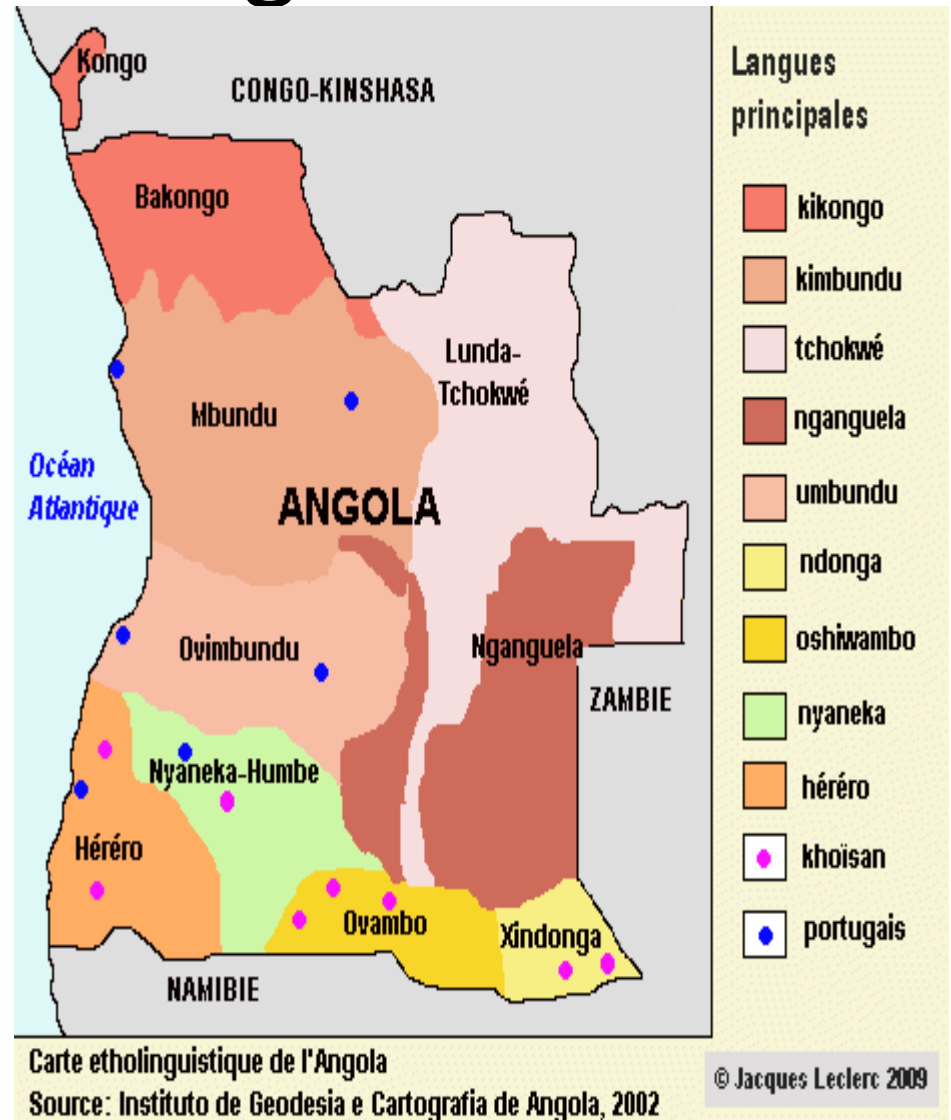 Kongo
CONGO-KINSHASA
Bakongo
Lunda-
Tchokwé
Mbundu
Océan
Atlantique
ANGOLA
Ovimbundu
Nganguela
ZAMBIE
Nyaneka-Humbe
Héréro
Ovambo
Xindonga
NAMIBIE
Langues
principales
kikongo
kimbundu
tchokwé
nganguela
umbundu
ndonga
oshiwambo
nyaneka
héréro
khoïsan
portugais
Carte etholinguistique de l'Angola
Source: Instituto de Geodesia e Cartografia de Angola, 2002
© Jacques Leclerc 2009